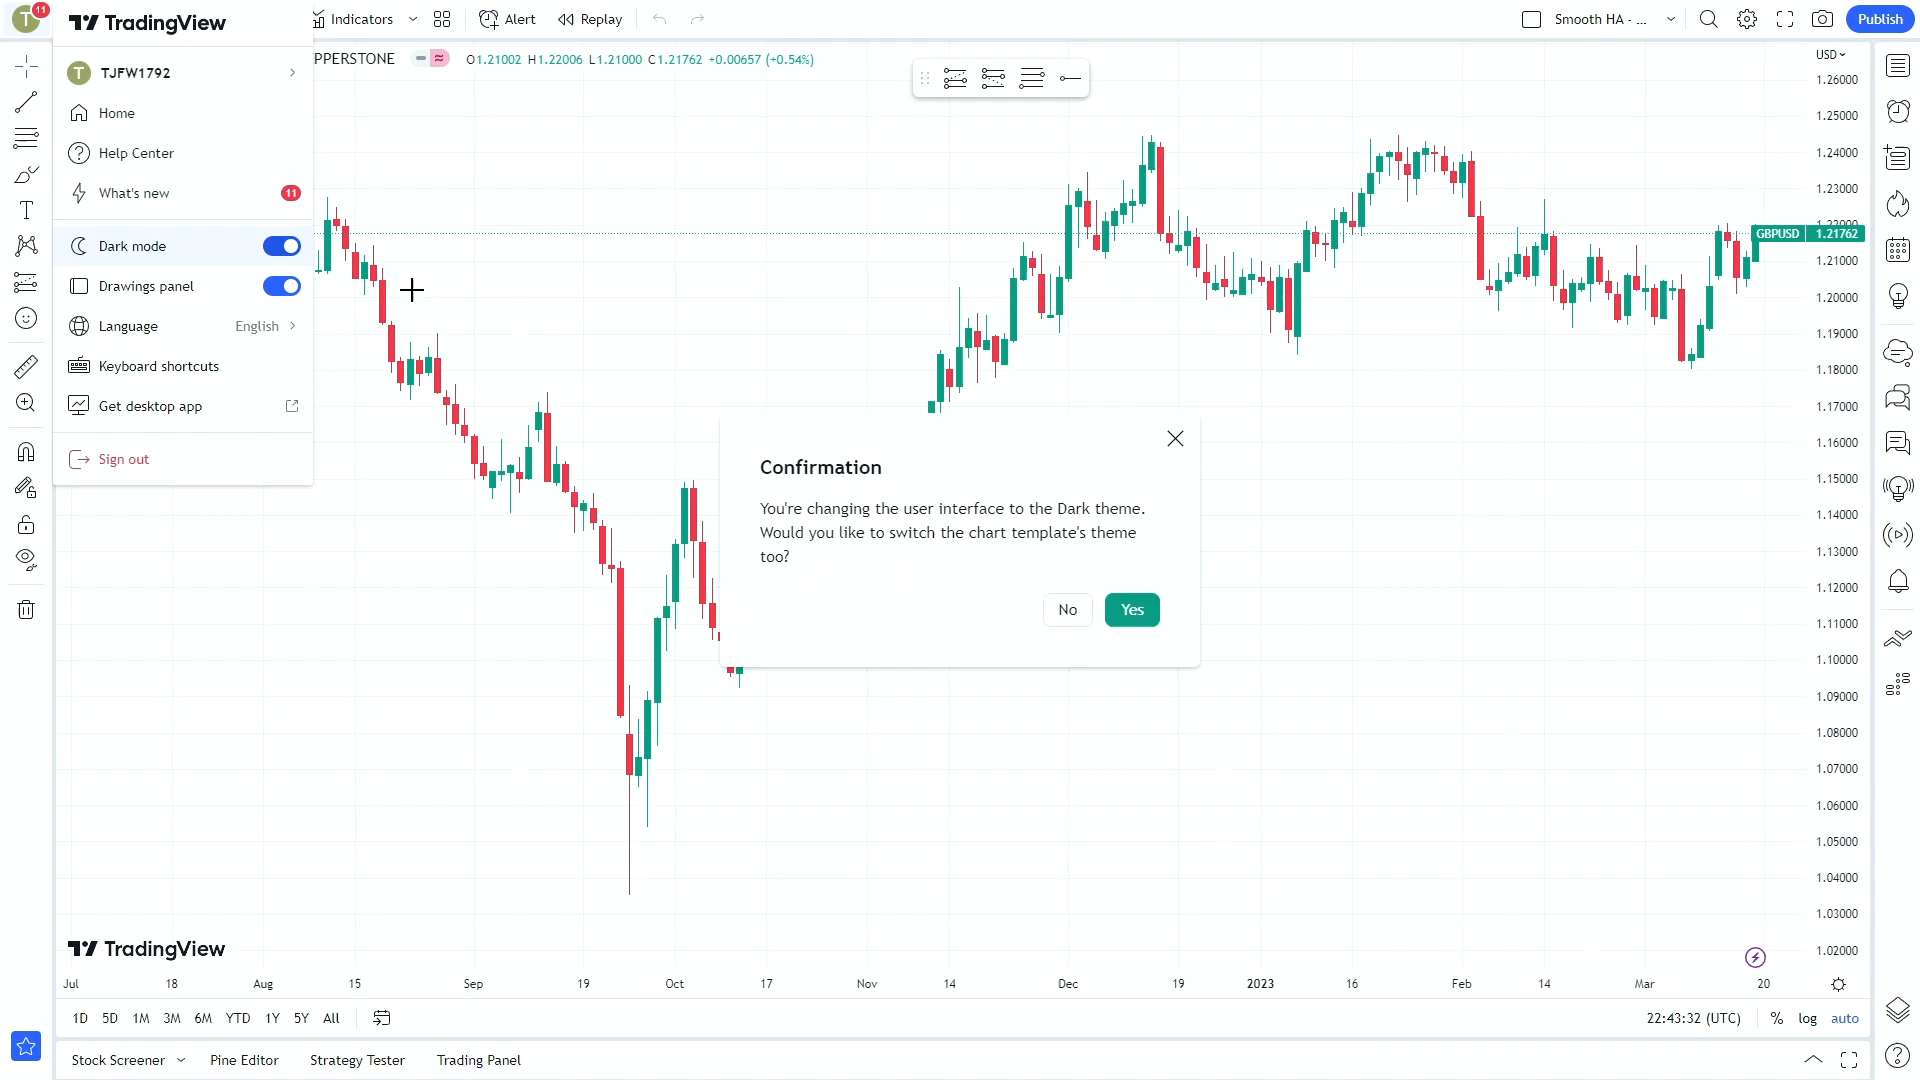 T 11 TradingView Indicators Alert Replay Smooth HA - ... Publish
T TJFW1792
Home
Help Center
What's new 11
Dark mode
Drawings panel
Language English
Keyboard shortcuts
Get desktop app
Sign out
PPERSTONE O1.21002 H1.22006 L1.21000 C1.21762 +0.00657 (+0.54%)
USD
1.26000
1.25000
1.24000
1.23000
1.22000
GBPUSD 1.21762
1.21000
1.20000
1.19000
1.18000
1.17000
1.16000
1.15000
1.14000
1.13000
1.12000
1.11000
1.10000
1.09000
1.08000
1.07000
1.06000
1.05000
1.04000
1.03000
1.02000
Confirmation
You're changing the user interface to the Dark theme.
Would you like to switch the chart template's theme
too?
No Yes
TradingView
Jul 18 Aug 15 Sep 19 Oct 17 Nov 14 Dec 19 2023 16 Feb 14 Mar 20
1D 5D 1M 3M 6M YTD 1Y 5Y All 22:43:32 (UTC) % log auto
Stock Screener Pine Editor Strategy Tester Trading Panel